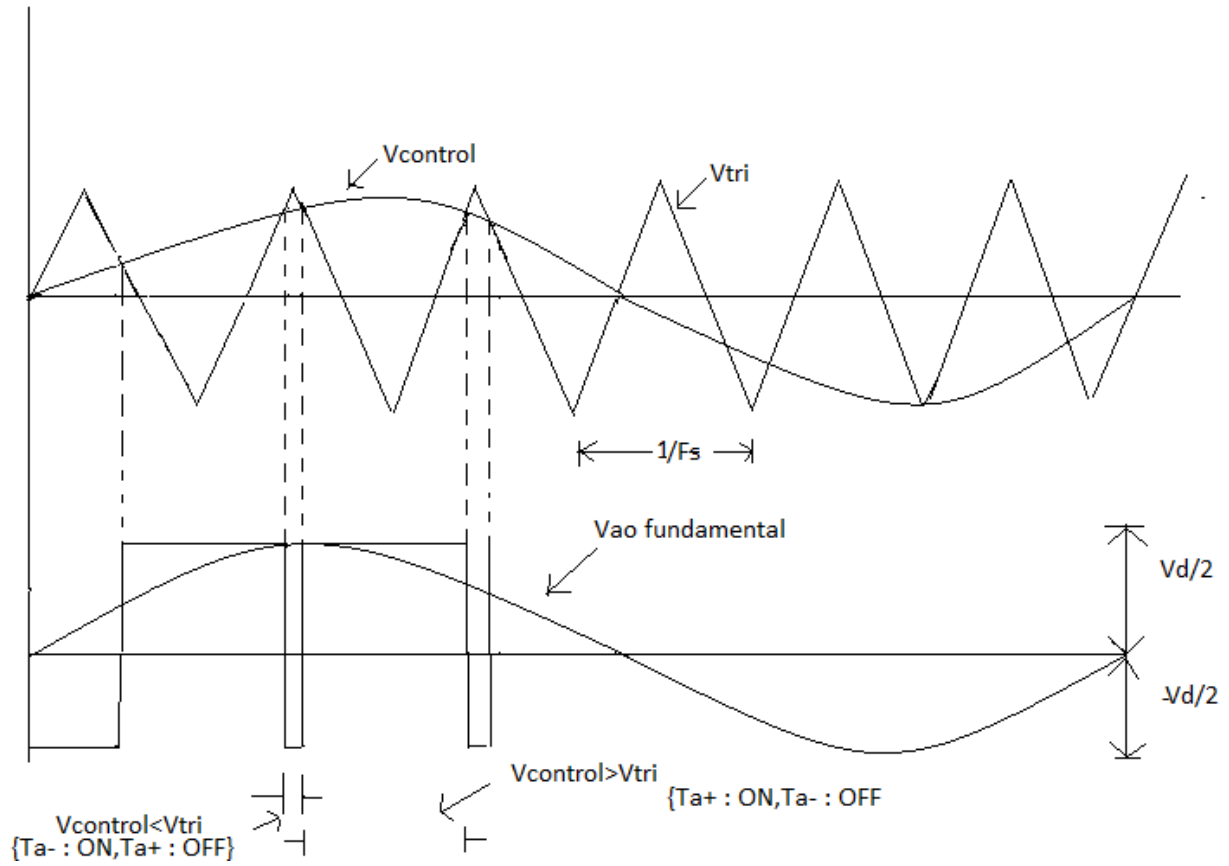 Vcontrol
Vtri
1/Fs
Vao fundamental
Vd/2
-Vd/2
Vcontrol>Vtri
{Ta+ : ON,Ta- : OFF
Vcontrol<Vtri
{Ta- : ON,Ta+ : OFF}